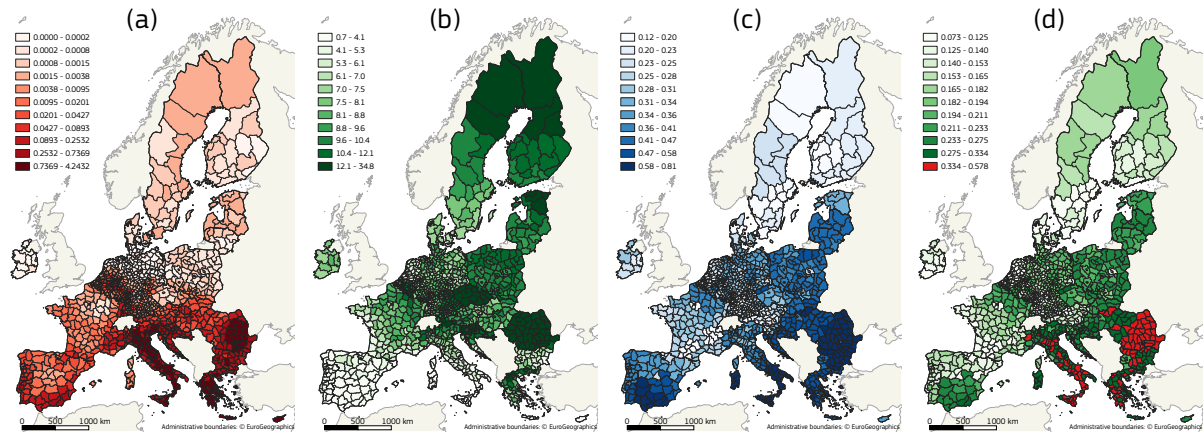 (a)
0.0000 - 0.0002
0.0002 - 0.0008
0.0008 - 0.0015
0.0015 - 0.0038
0.0038 - 0.0095
0.0095 - 0.0201
0.0201 - 0.0427
0.0427 - 0.0893
0.0893 - 0.2532
0.2532 - 0.7369
0.7369 - 4.2432
0 500 1000 km
Administrative boundaries: © EuroGeographics
(b)
0.7 - 4.1
4.1 - 5.3
5.3 - 6.1
6.1 - 7.0
7.0 - 7.5
7.5 - 8.1
8.1 - 8.8
8.8 - 9.6
9.6 - 10.4
10.4 - 12.1
12.1 - 34.8
0 500 1000 km
Administrative boundaries: © EuroGeographics
(c)
0.12 - 0.20
0.20 - 0.23
0.23 - 0.25
0.25 - 0.28
0.28 - 0.31
0.31 - 0.34
0.34 - 0.36
0.36 - 0.41
0.41 - 0.47
0.47 - 0.58
0.58 - 0.81
0 500 1000 km
Administrative boundaries: © EuroGeographics
(d)
0.073 - 0.125
0.125 - 0.140
0.140 - 0.153
0.153 - 0.165
0.165 - 0.182
0.182 - 0.194
0.194 - 0.211
0.211 - 0.233
0.233 - 0.275
0.275 - 0.334
0.334 - 0.578
0 500 1000 km
Administrative boundaries: © EuroGeographics